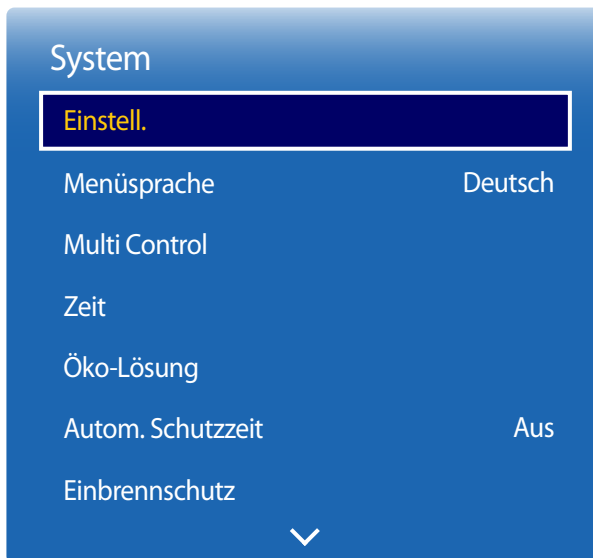 System
Einstell.
Menüsprache Deutsch
Multi Control
Zeit
Öko-Lösung
Autom. Schutzzeit Aus
Einbrennschutz